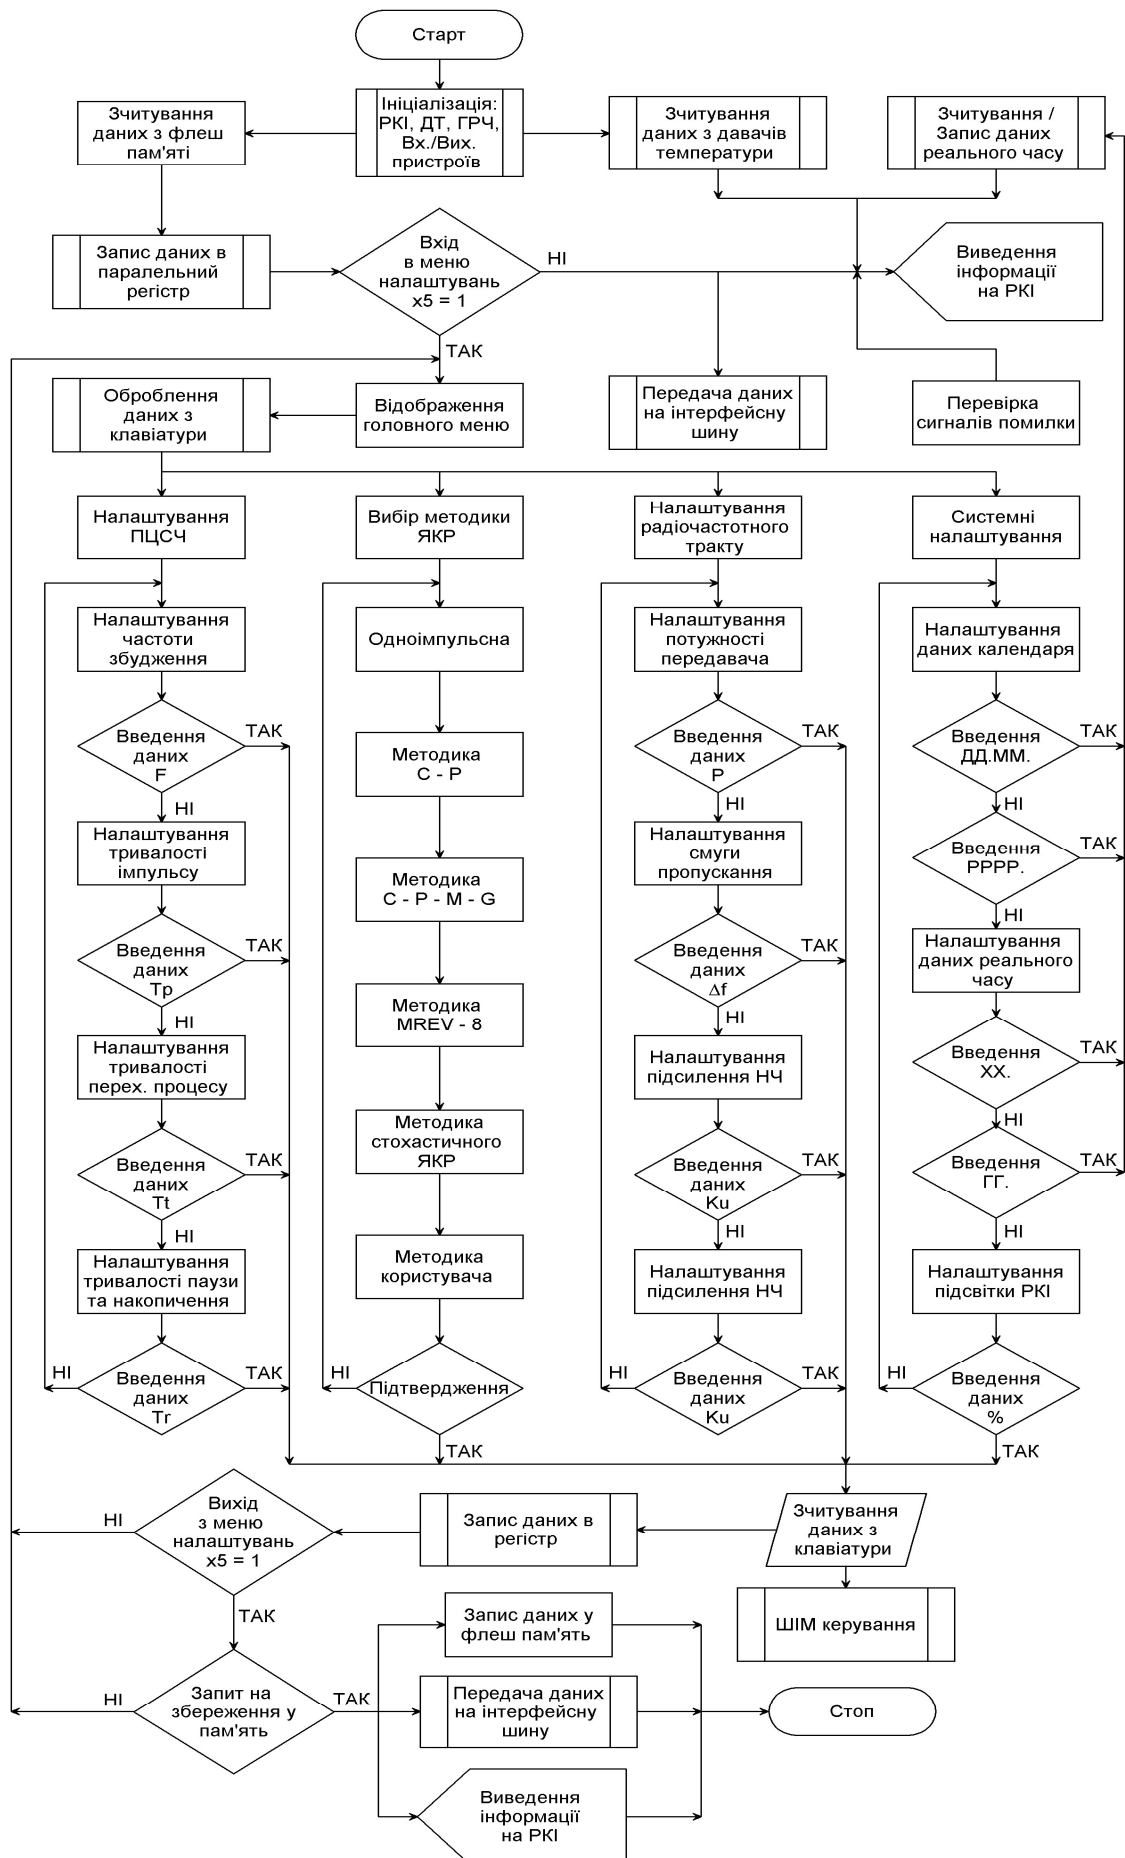 Старт
Зчитування
даних з флеш
пам'яті
Ініціалізація:
РКІ, ДТ, ГРЧ,
Вх./Вих.
пристроїв
Зчитування
даних з давачів
температури
Зчитування /
Запис даних
реального часу
Запис даних в
паралельний
регістр
Вхід
в меню
налаштувань
x5 = 1
НІ
Виведення
інформації
на РКІ
ТАК
Оброблення
даних з
клавіатури
Відображення
головного меню
Передача даних
на інтерфейсну
шину
Перевірка
сигналів помилки
Налаштування
ПЦСЧ
Вибір методики
ЯКР
Налаштування
радіочастотного
тракту
Системні
налаштування
Налаштування
частоти
збудження
Одноімпульсна
Налаштування
потужності
передавача
Налаштування
даних календаря
Введення
даних
F
ТАК
НІ
Методика
C - P
Введення
даних
P
ТАК
НІ
Введення
ДД.ММ.
ТАК
НІ
Налаштування
тривалості
імпульсу
Методика
C - P - M - G
Налаштування
смуги
пропускання
Введення
РРРР.
ТАК
НІ
Введення
даних
Tp
ТАК
НІ
Методика
MREV - 8
Введення
даних
Δf
ТАК
НІ
Налаштування
даних реального
часу
Налаштування
тривалості
перех. процесу
Методика
стохастичного
ЯКР
Налаштування
підсилення НЧ
Введення
ХХ.
ТАК
НІ
Введення
даних
Tt
ТАК
НІ
Методика
користувача
Введення
даних
Ku
ТАК
НІ
Введення
ГГ.
ТАК
НІ
Налаштування
тривалості паузи
та накопичення
Налаштування
підсилення НЧ
Налаштування
підсвітки РКІ
НІ
Введення
даних
Tr
ТАК
НІ
Підтвердження
ТАК
НІ
Введення
даних
Ku
ТАК
НІ
Введення
даних
%
ТАК
НІ
Вихід
з меню
налаштувань
x5 = 1
ТАК
Запис даних в
регістр
Зчитування
даних з
клавіатури
ШІМ керування
Запис даних у
флеш пам'ять
НІ
Запит на
збереження у
пам'ять
ТАК
Передача даних
на інтерфейсну
шину
Стоп
Виведення
інформації
на РКІ